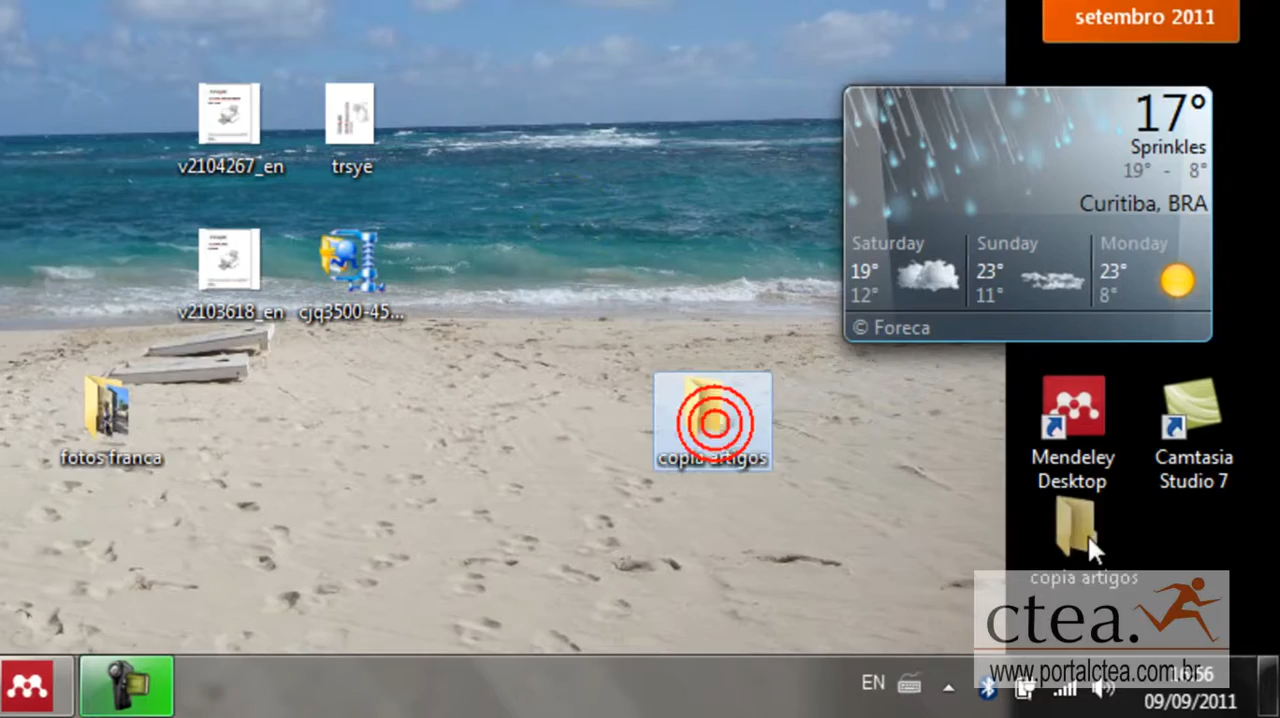 setembro 2011
v2104267_en
trsye
17°
Sprinkles
19° - 8°
Curitiba, BRA
Saturday
Sunday
Monday
19°
23°
23°
12°
11°
8°
© Foreca
v2103618_en
cjq3500-45...
fotos franca
copia artigos
Mendeley
Desktop
Camtasia
Studio 7
copia artigos
ctea.
www.portalctea.com.br
EN
16:56
09/09/2011